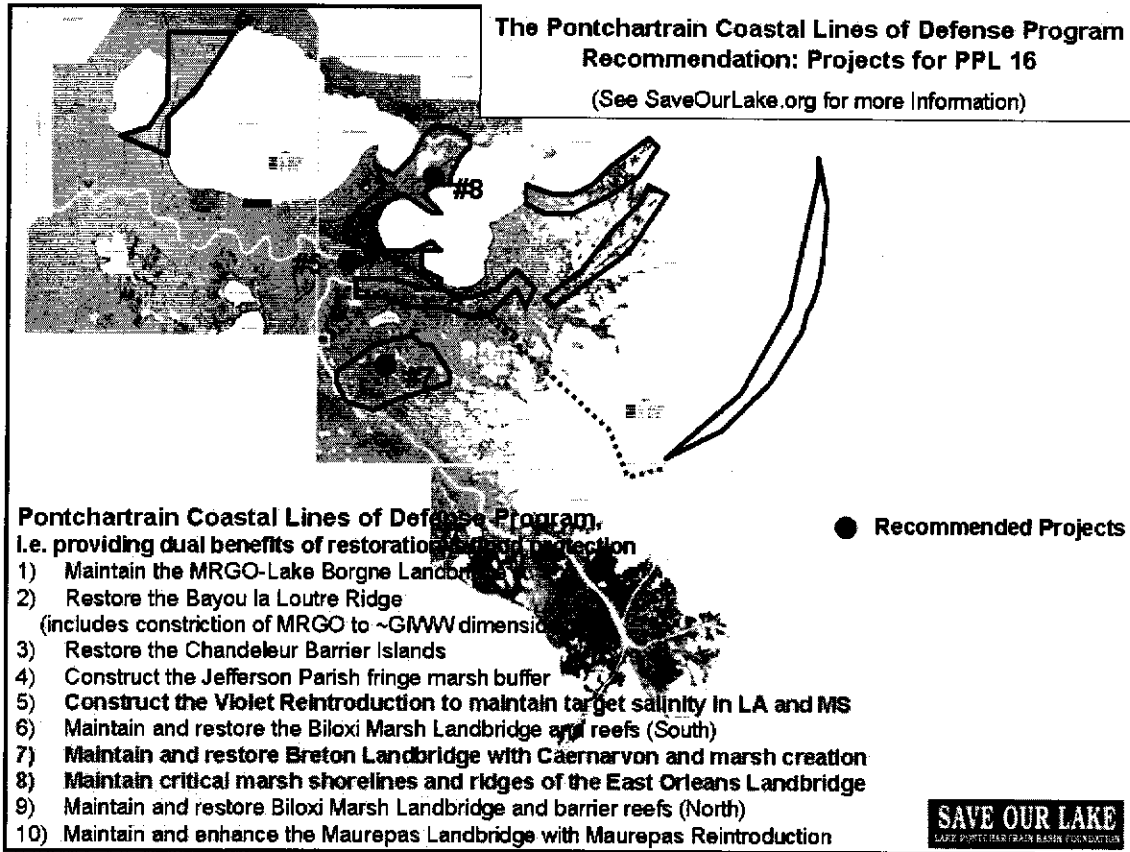 The Pontchartrain Coastal Lines of Defense Program
Recommendation: Projects for PPL 16
(See SaveOurLake.org for more Information)
#8
#7
Pontchartrain Coastal Lines of Defense Program,
i.e. providing dual benefits of restoration protection
Recommended Projects
1) Maintain the MRGO-Lake Borgne
2) Restore the Bayou la Loutre Ridge
(includes constriction of MRGO to ~GIWW
3) Restore the Chandeleur Barrier Islands
4) Construct the Jefferson Parish fringe marsh buffer
5) Construct the Violet Reintroduction to maintain target salinity in LA and MS
6) Maintain and restore the Biloxi Marsh Landbridge and reefs (South)
7) Maintain and restore Breton Landbridge with Caernarvon and marsh creation
8) Maintain critical marsh shorelines and ridges of the East Orleans Landbridge
9) Maintain and restore Biloxi Marsh Landbridge and barrier reefs (North)
10) Maintain and enhance the Maurepas Landbridge with Maurepas Reintroduction
SAVE OUR LAKE
LAKE PONTCHARTRAIN BASIN FOUNDATION